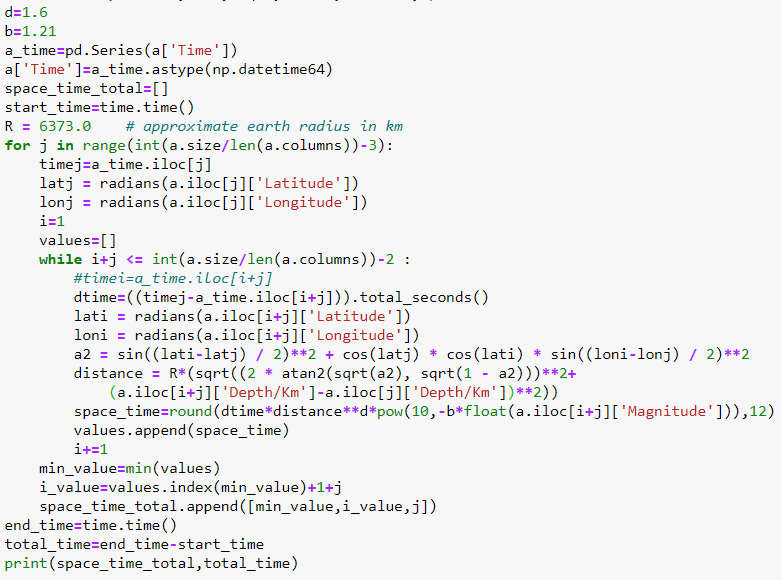 d=1.6
b=1.21
a_time=pd.Series(a['Time'])
a['Time']=a_time.astype(np.datetime64)
space_time_total=[]
start_time=time.time()
R = 6373.0    # approximate earth radius in km
for j in range(int(a.size/len(a.columns))-3):
    timej=a_time.iloc[j]
    latj = radians(a.iloc[j]['Latitude'])
    lonj = radians(a.iloc[j]['Longitude'])
    i=1
    values=[]
    while i+j <= int(a.size/len(a.columns))-2 :
        #timei=a_time.iloc[i+j]
        dtime=((timej-a_time.iloc[i+j])).total_seconds()
        lati = radians(a.iloc[i+j]['Latitude'])
        loni = radians(a.iloc[i+j]['Longitude'])
        a2 = sin((lati-latj) / 2)**2 + cos(latj) * cos(lati) * sin((loni-lonj) / 2)**2
        distance = R*(sqrt((2 * atan2(sqrt(a2), sqrt(1 - a2)))**2+
            (a.iloc[i+j]['Depth/Km']-a.iloc[j]['Depth/Km'])**2))
        space_time=round(dtime*distance**d*pow(10,-b*float(a.iloc[i+j]['Magnitude'])),12)
        values.append(space_time)
        i+=1
    min_value=min(values)
    i_value=values.index(min_value)+1+j
    space_time_total.append([min_value,i_value,j])
end_time=time.time()
total_time=end_time-start_time
print(space_time_total,total_time)